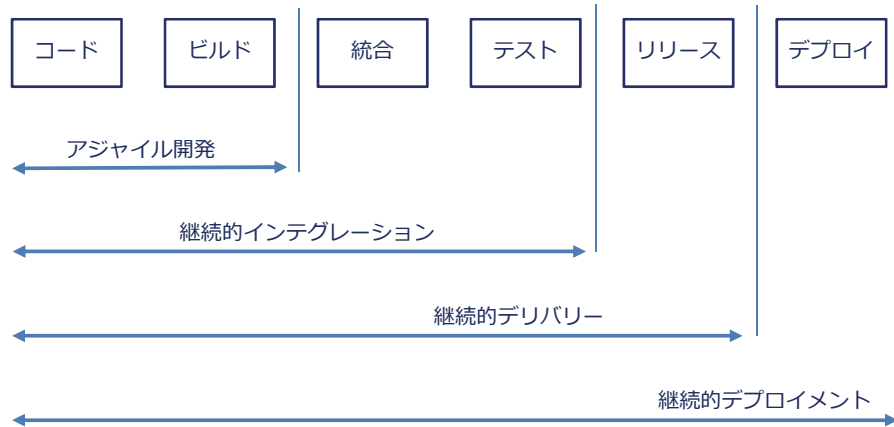 コード
ビルド
統合
テスト
リリース
デプロイ
アジャイル開発
継続的インテグレーション
継続的デリバリー
継続的デプロイメント